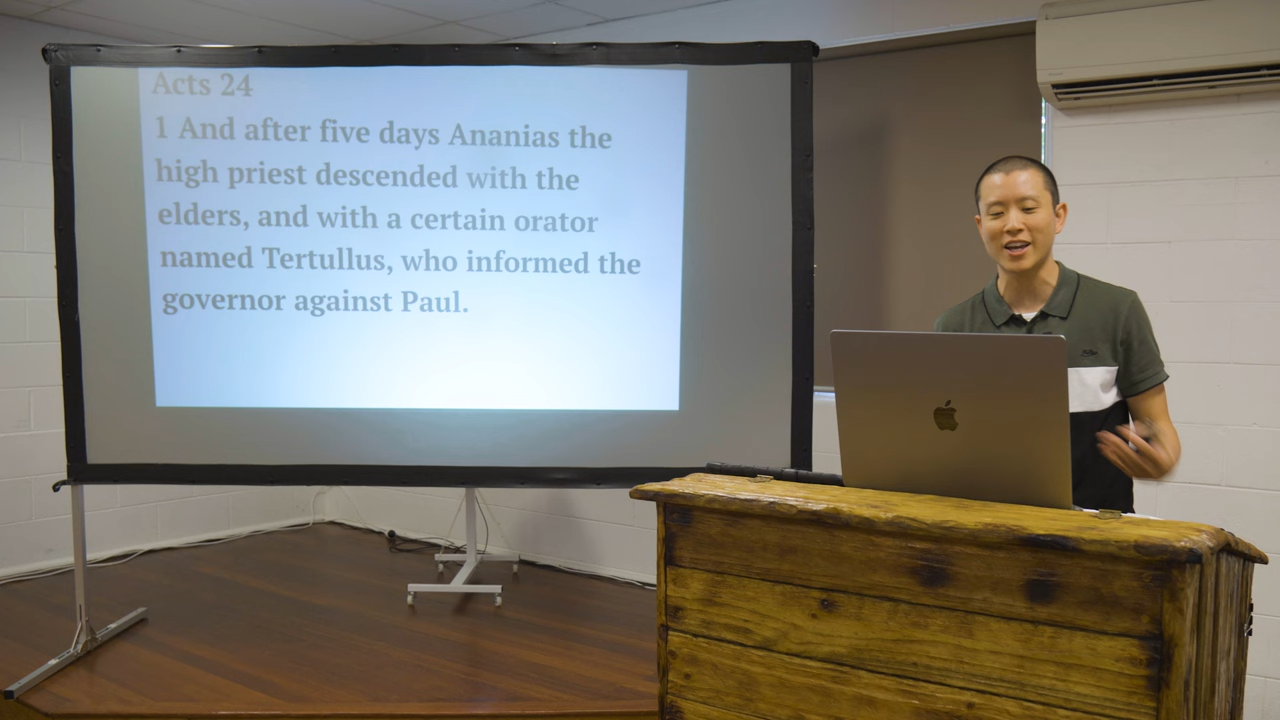 Acts 24
1 And after five days Ananias the
high priest descended with the
elders, and with a certain orator
named Tertullus, who informed the
governor against Paul.